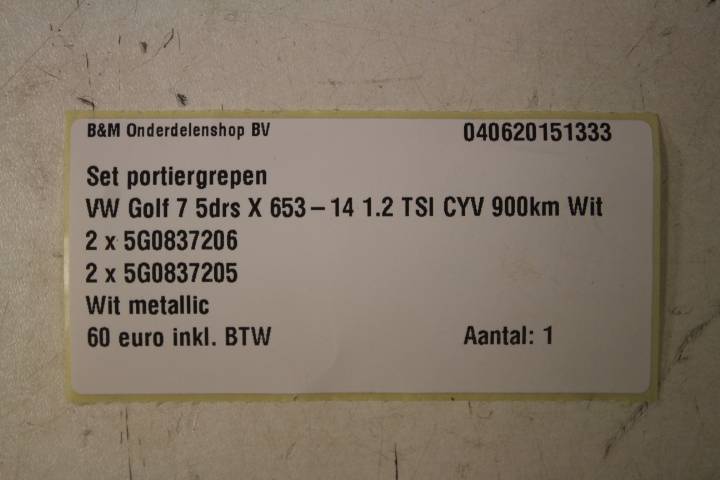 B&M Onderdelenshop BV 040620151333
Set portiergrepen
VW Golf 7 5drs X 653-14 1.2 TSI CYV 900km Wit
2 x 5G0837206
2 x 5G0837205
Wit metallic
60 euro inkl. BTW Aantal: 1